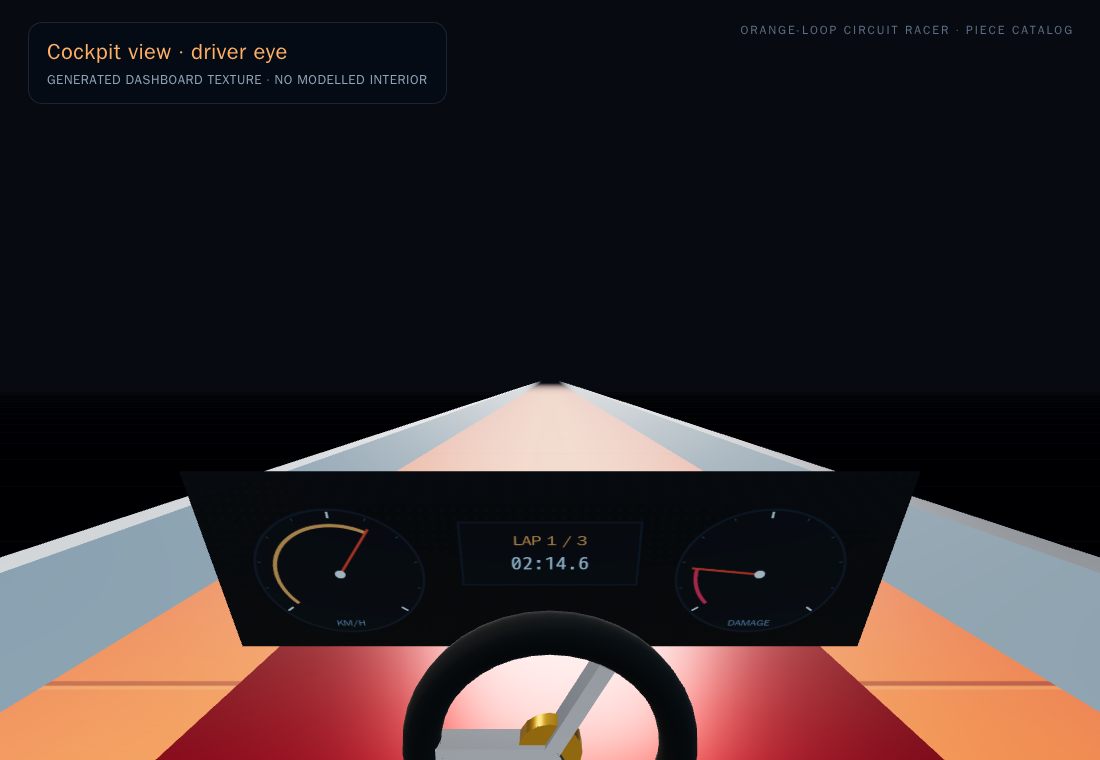 Cockpit view · driver eye
GENERATED DASHBOARD TEXTURE · NO MODELLED INTERIOR
ORANGE-LOOP CIRCUIT RACER · PIECE CATALOG
LAP 1 / 3
02:14.6
KM/H
DAMAGE